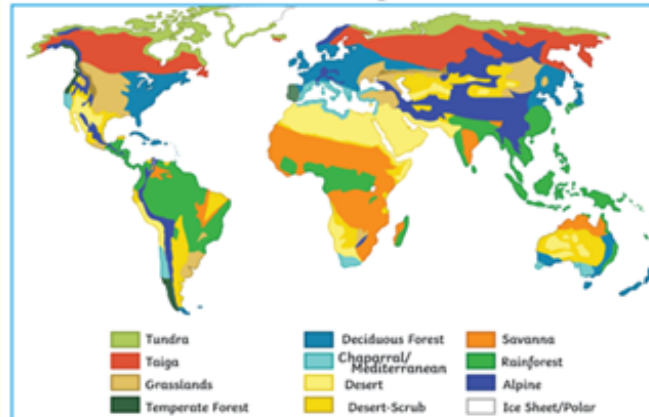 Tundra
Taiga
Grasslands
Temperate Forest
Deciduous Forest
Chaparral/
Mediterranean
Desert
Desert-Scrub
Savanna
Rainforest
Alpine
Ice Sheet/Polar